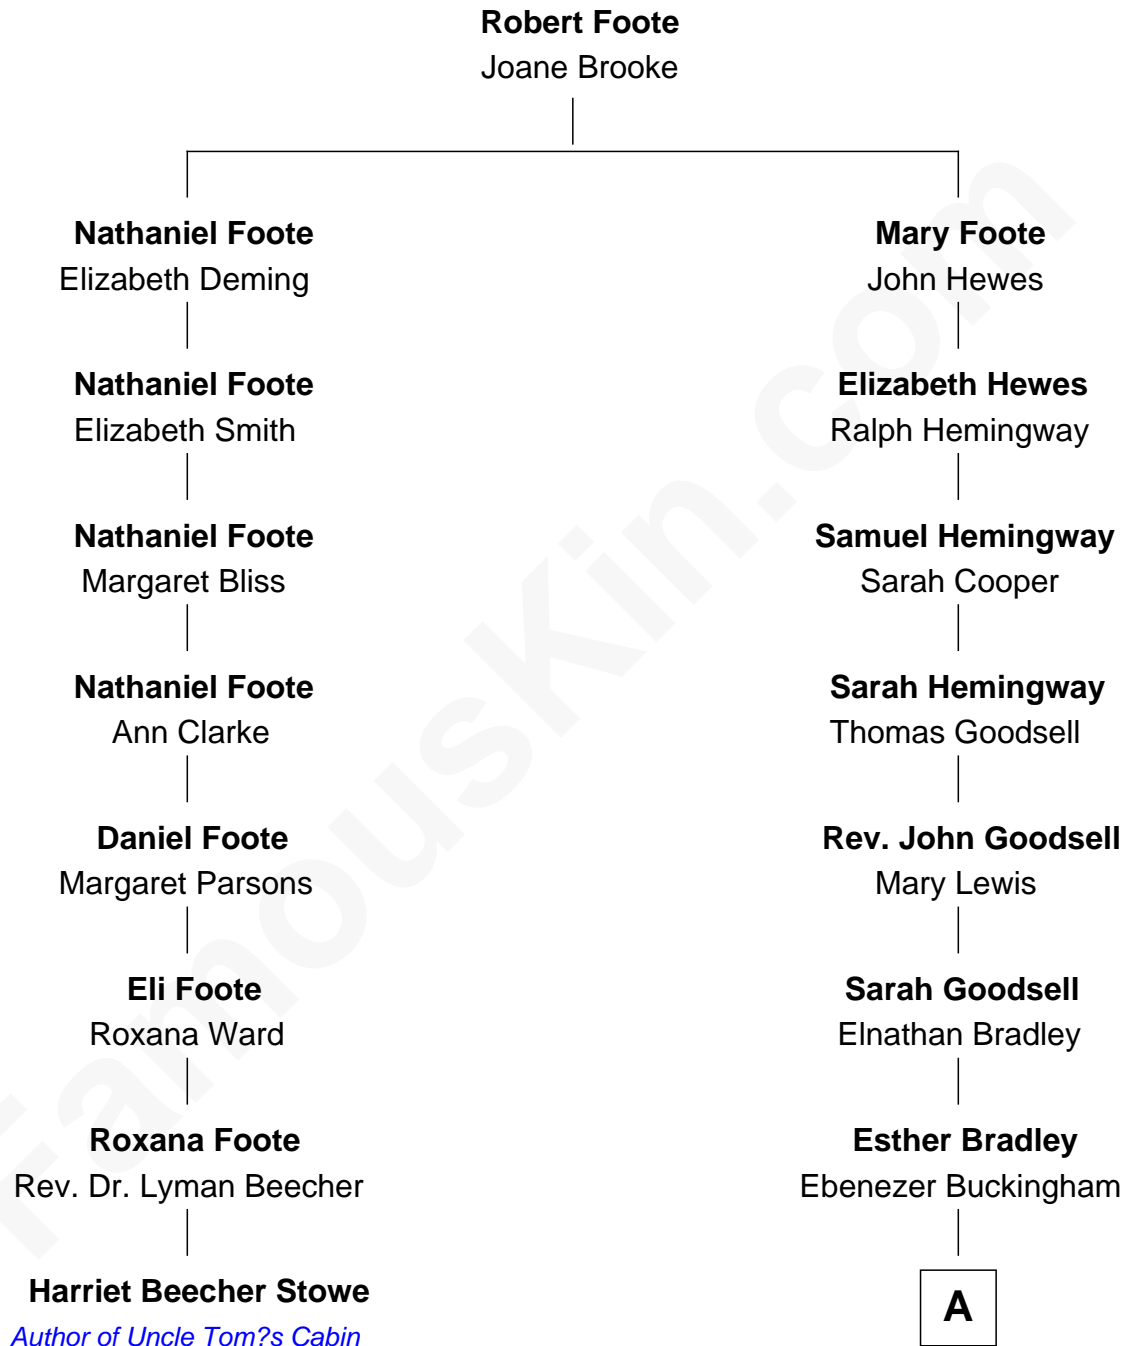 Robert Foote
Joane Brooke
Nathaniel Foote
Elizabeth Deming
Mary Foote
John Hewes
Nathaniel Foote
Elizabeth Smith
Elizabeth Hewes
Ralph Hemingway
Nathaniel Foote
Margaret Bliss
Samuel Hemingway
Sarah Cooper
Nathaniel Foote
Ann Clarke
Sarah Hemingway
Thomas Goodsell
Daniel Foote
Margaret Parsons
Rev. John Goodsell
Mary Lewis
Eli Foote
Roxana Ward
Sarah Goodsell
Elnathan Bradley
Roxana Foote
Rev. Dr. Lyman Beecher
Esther Bradley
Ebenezer Buckingham
Harriet Beecher Stowe
Author of Uncle Tom?s Cabin
A
FamousKin.com